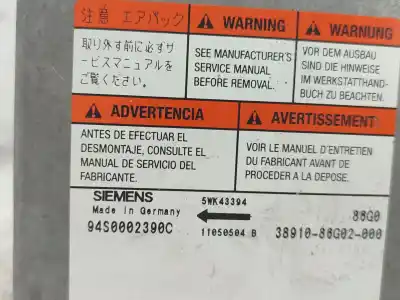 注意 エアバッグ
取り外す前に必ずサ
ービスマニュアルを
ご覧ください。
WARNING
SEE MANUFACTURER'S
SERVICE MANUAL
BEFORE REMOVAL.
WARNUNG
VOR DEM AUSBAU
SIND DIE HINWEISE
IM WERKSTATTHAND-
BUCH ZU BEACHTEN.
ADVERTENCIA
ANTES DE EFECTUAR EL
DESMONTAJE, CONSULTE EL
MANUAL DE SERVICIO DEL
FABRICANTE.
AVERTISSEMENT
VOIR LE MANUEL D'ENTRETIEN
DU FABRICANT AVANT DE
PROCEDER A LA DEPOSE.
SIEMENS
Made in Germany
94S0002390C
5WK43394
11050504 B
86G0
38910-86G02-000